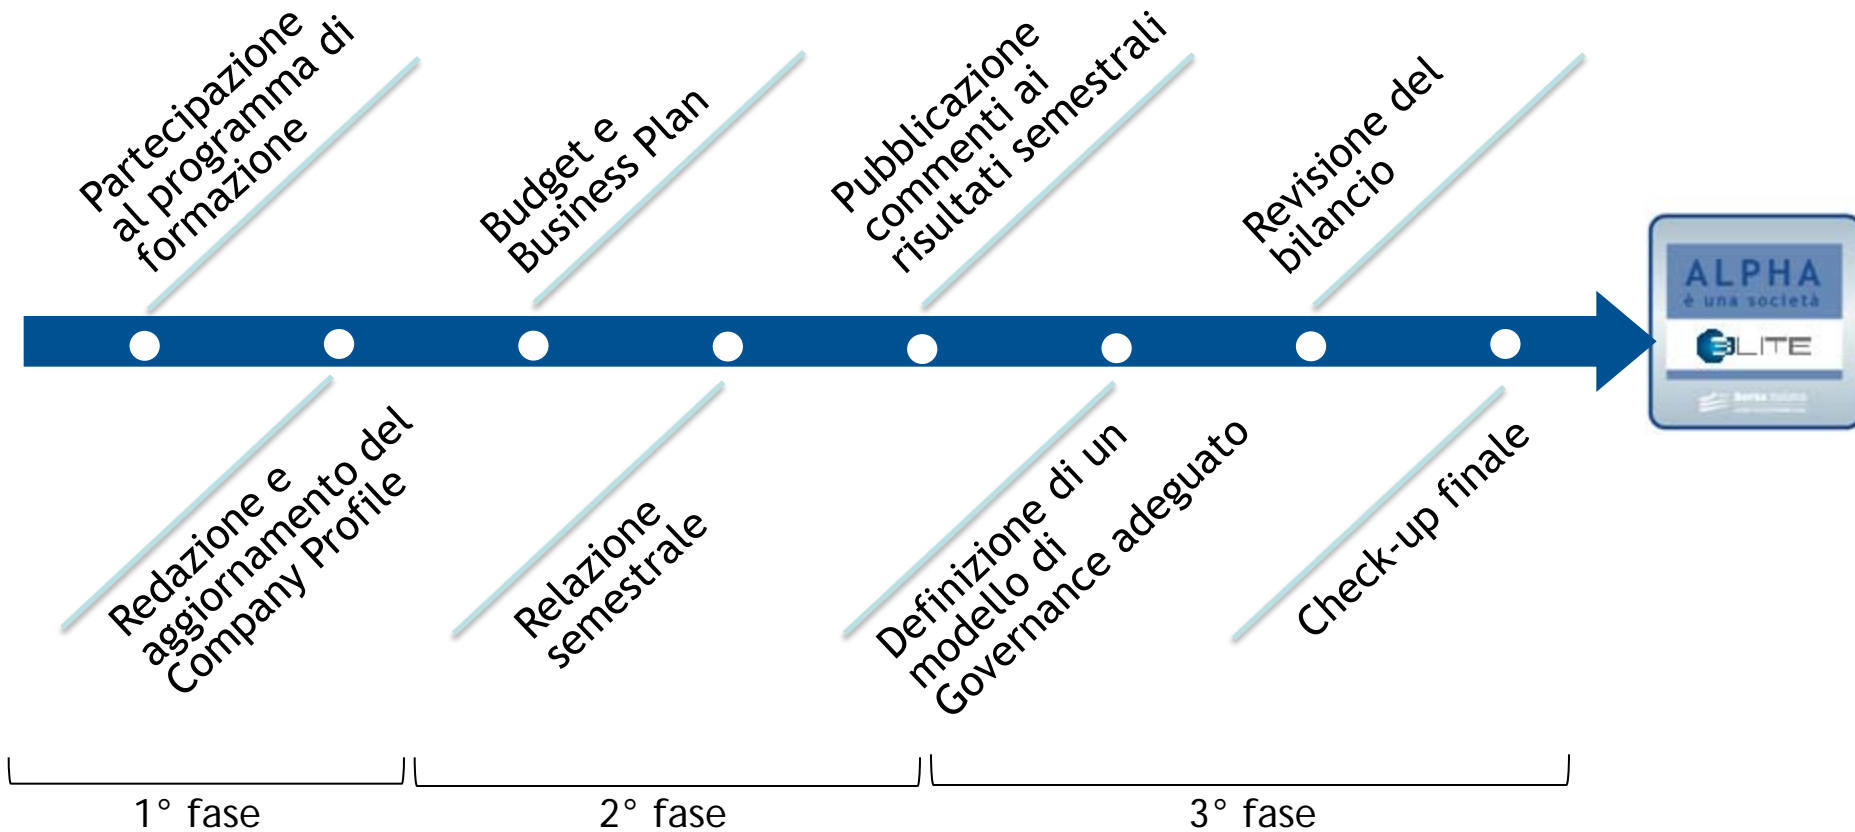 Partecipazione
al programma di
formazione
Budget e
Business Plan
Pubblicazione
commenti ai
risultati semestrali
Revisione del
bilancio
ALPHA
è una società
ELITE
Borsa Italiana
Redazione e
aggiornamento del
Company Profile
Relazione
semestrale
Definizione di un
modello di
Governance adeguato
Check-up finale
1° fase
2° fase
3° fase